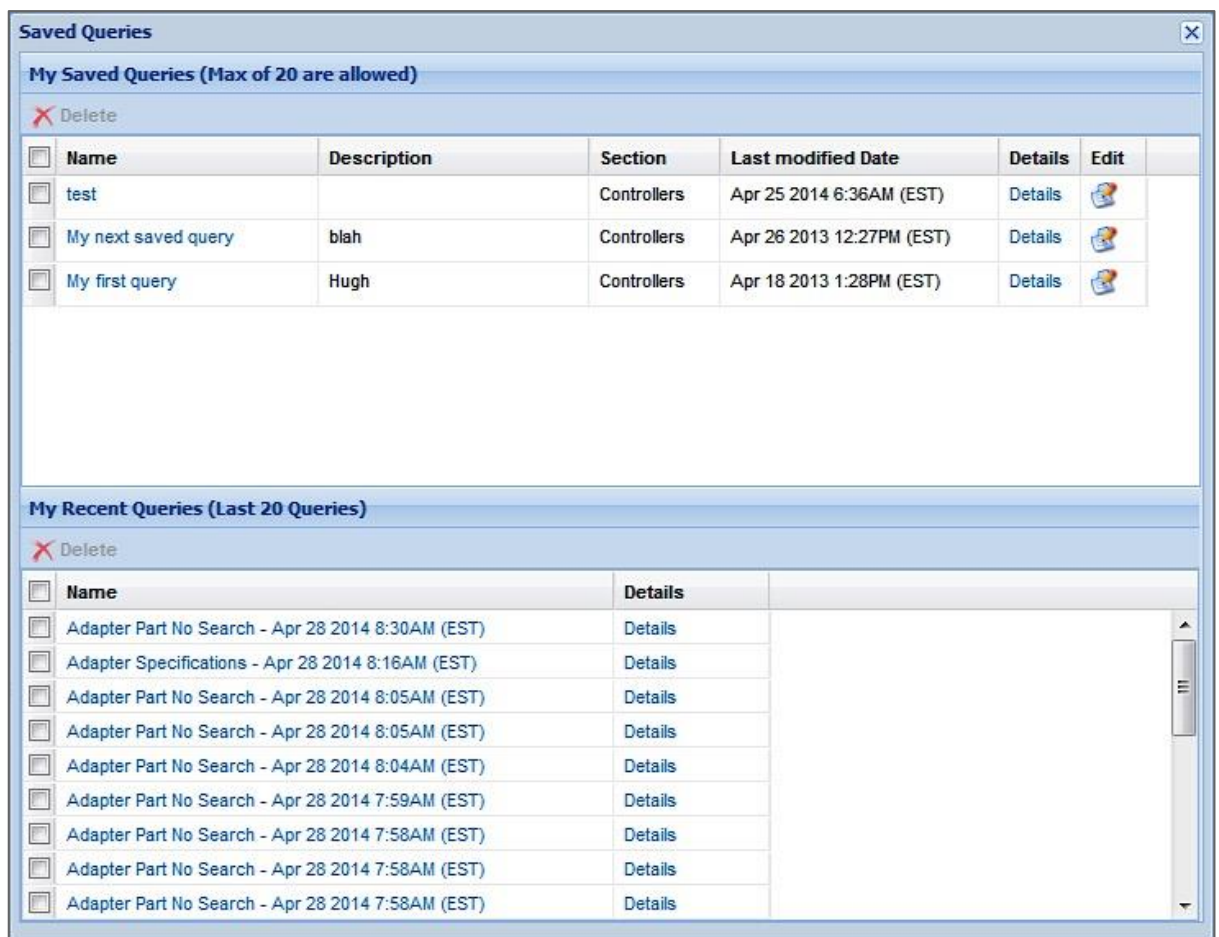 Saved Queries
My Saved Queries (Max of 20 are allowed)
Delete
Name Description Section Last modified Date Details Edit
test Controllers Apr 25 2014 6:36AM (EST) Details
My next saved query blah Controllers Apr 26 2013 12:27PM (EST) Details
My first query Hugh Controllers Apr 18 2013 1:28PM (EST) Details
My Recent Queries (Last 20 Queries)
Delete
Name Details
Adapter Part No Search - Apr 28 2014 8:30AM (EST) Details
Adapter Specifications - Apr 28 2014 8:16AM (EST) Details
Adapter Part No Search - Apr 28 2014 8:05AM (EST) Details
Adapter Part No Search - Apr 28 2014 8:05AM (EST) Details
Adapter Part No Search - Apr 28 2014 8:04AM (EST) Details
Adapter Part No Search - Apr 28 2014 7:59AM (EST) Details
Adapter Part No Search - Apr 28 2014 7:58AM (EST) Details
Adapter Part No Search - Apr 28 2014 7:58AM (EST) Details
Adapter Part No Search - Apr 28 2014 7:58AM (EST) Details